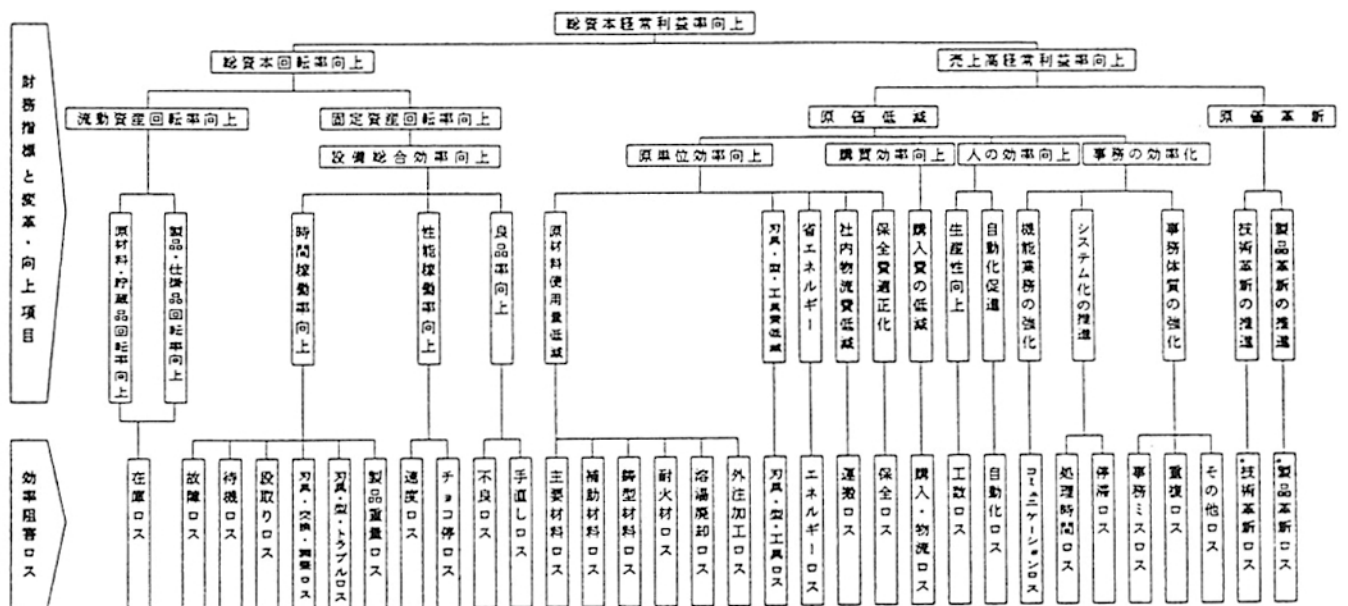 総資本経常利益率向上
総資本回転率向上
売上高経常利益率向上
財務指標と変革・向上項目
流動資産回転率向上
固定資産回転率向上
原価低減
原価革新
設備総合効率向上
原単位効率向上
購買効率向上
人の効率向上
事務の効率化
原材料・貯蔵品回転率向上
製品・仕掛品回転率向上
時間稼働率向上
性能稼働率向上
良品率向上
原材料使用量低減
刃具・型・工具費低減
省エネルギー
社内物流費低減
保全費適正化
購入費の低減
生産性向上
自動化促進
機能業務の強化
システム化の推進
事務体質の強化
技術革新の推進
製品革新の推進
効率阻害ロス
在庫ロス
故障ロス
待機ロス
段取りロス
刃具・交換・調整ロス
刃具・型・トラブルロス
製品重量ロス
速度ロス
チョコ停ロス
不良ロス
手直しロス
主要材料ロス
補助材料ロス
鋳型材料ロス
耐火材ロス
溶湯廃却ロス
外注加工ロス
刃具・型・工具ロス
エネルギーロス
運搬ロス
保全ロス
購入・物流ロス
工数ロス
自動化ロス
コミュニケーションロス
処理時間ロス
停滞ロス
事務ミスロス
重複ロス
その他ロス
*技術革新ロス
*製品革新ロス